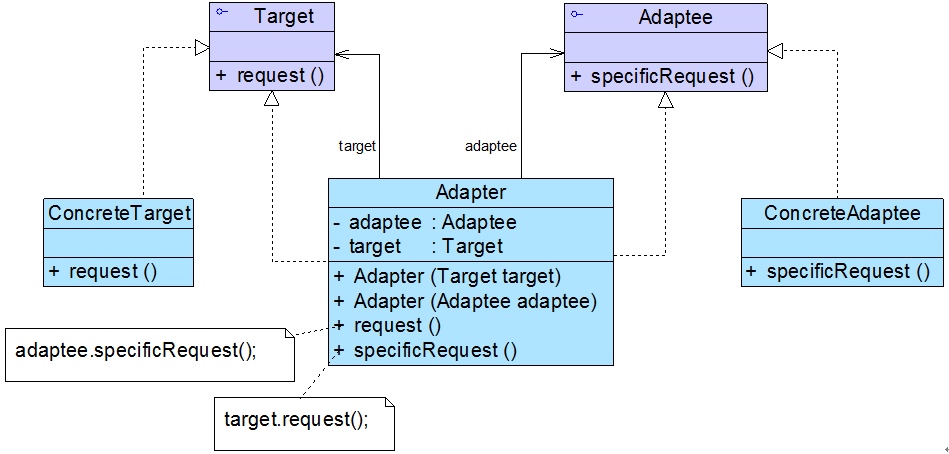 Target
+ request ()
Adaptee
+ specificRequest ()
target
adaptee
ConcreteTarget
+ request ()
Adapter
- adaptee : Adaptee
- target : Target
+ Adapter (Target target)
+ Adapter (Adaptee adaptee)
+ request ()
+ specificRequest ()
ConcreteAdaptee
+ specificRequest ()
adaptee.specificRequest();
target.request();